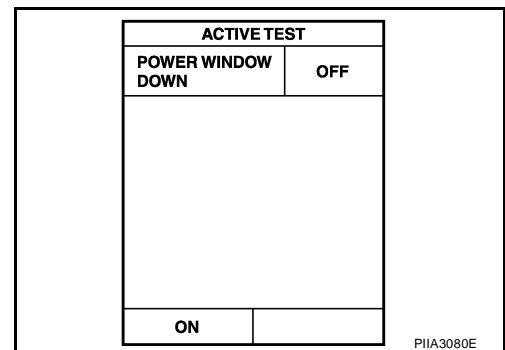 ACTIVE TEST
POWER WINDOW
DOWN
OFF
ON
PIIA3080E